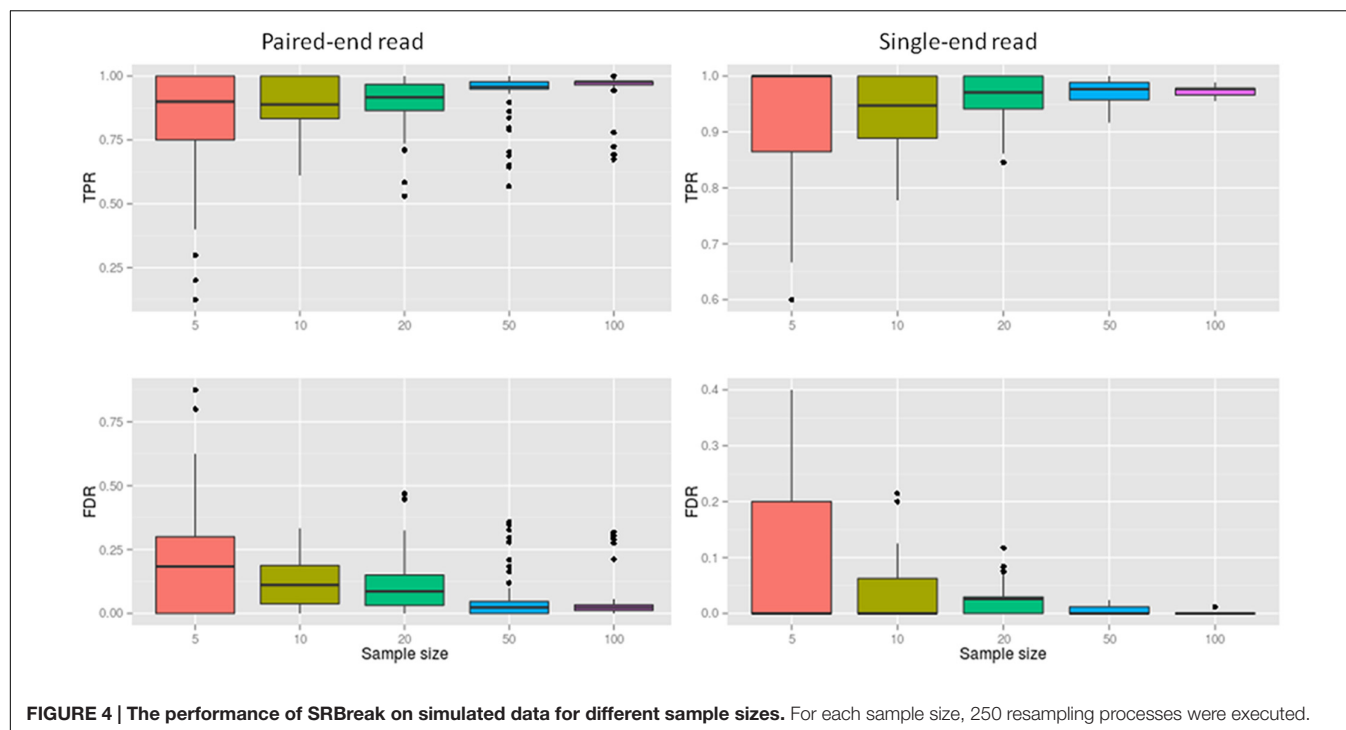 Paired-end read
Single-end read
1.00
0.75
0.50
0.25
TPR
5 10 20 50 100
1.0
0.9
0.8
0.7
0.6
TPR
5 10 20 50 100
0.75
0.50
0.25
0.00
FDR
5 10 20 50 100
Sample size
0.4
0.3
0.2
0.1
0.0
FDR
5 10 20 50 100
Sample size
FIGURE 4 | The performance of SRBreak on simulated data for different sample sizes. For each sample size, 250 resampling processes were executed.